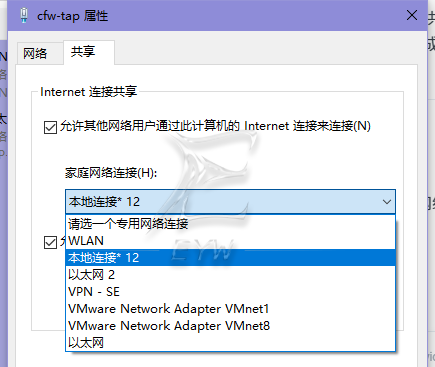 cfw-tap 属性
网络
共享
Internet 连接共享
允许其他网络用户通过此计算机的 Internet 连接来连接(N)
家庭网络连接(H):
本地连接* 12
请选一个专用网络连接
WLAN
本地连接* 12
以太网 2
VPN - SE
VMware Network Adapter VMnet1
VMware Network Adapter VMnet8
以太网
EYW